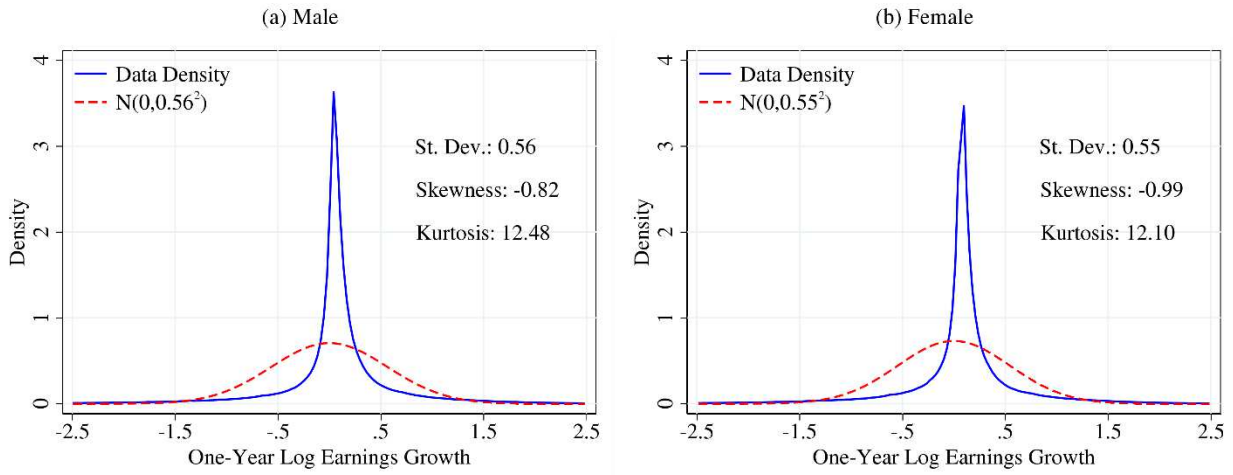 (a) Male
4
3
2
1
0
Density
Data Density
N(0,0.56²)
St. Dev.: 0.56
Skewness: -0.82
Kurtosis: 12.48
-2.5 -1.5 -.5 .5 1.5 2.5
One-Year Log Earnings Growth
(b) Female
4
3
2
1
0
Density
Data Density
N(0,0.55²)
St. Dev.: 0.55
Skewness: -0.99
Kurtosis: 12.10
-2.5 -1.5 -.5 .5 1.5 2.5
One-Year Log Earnings Growth